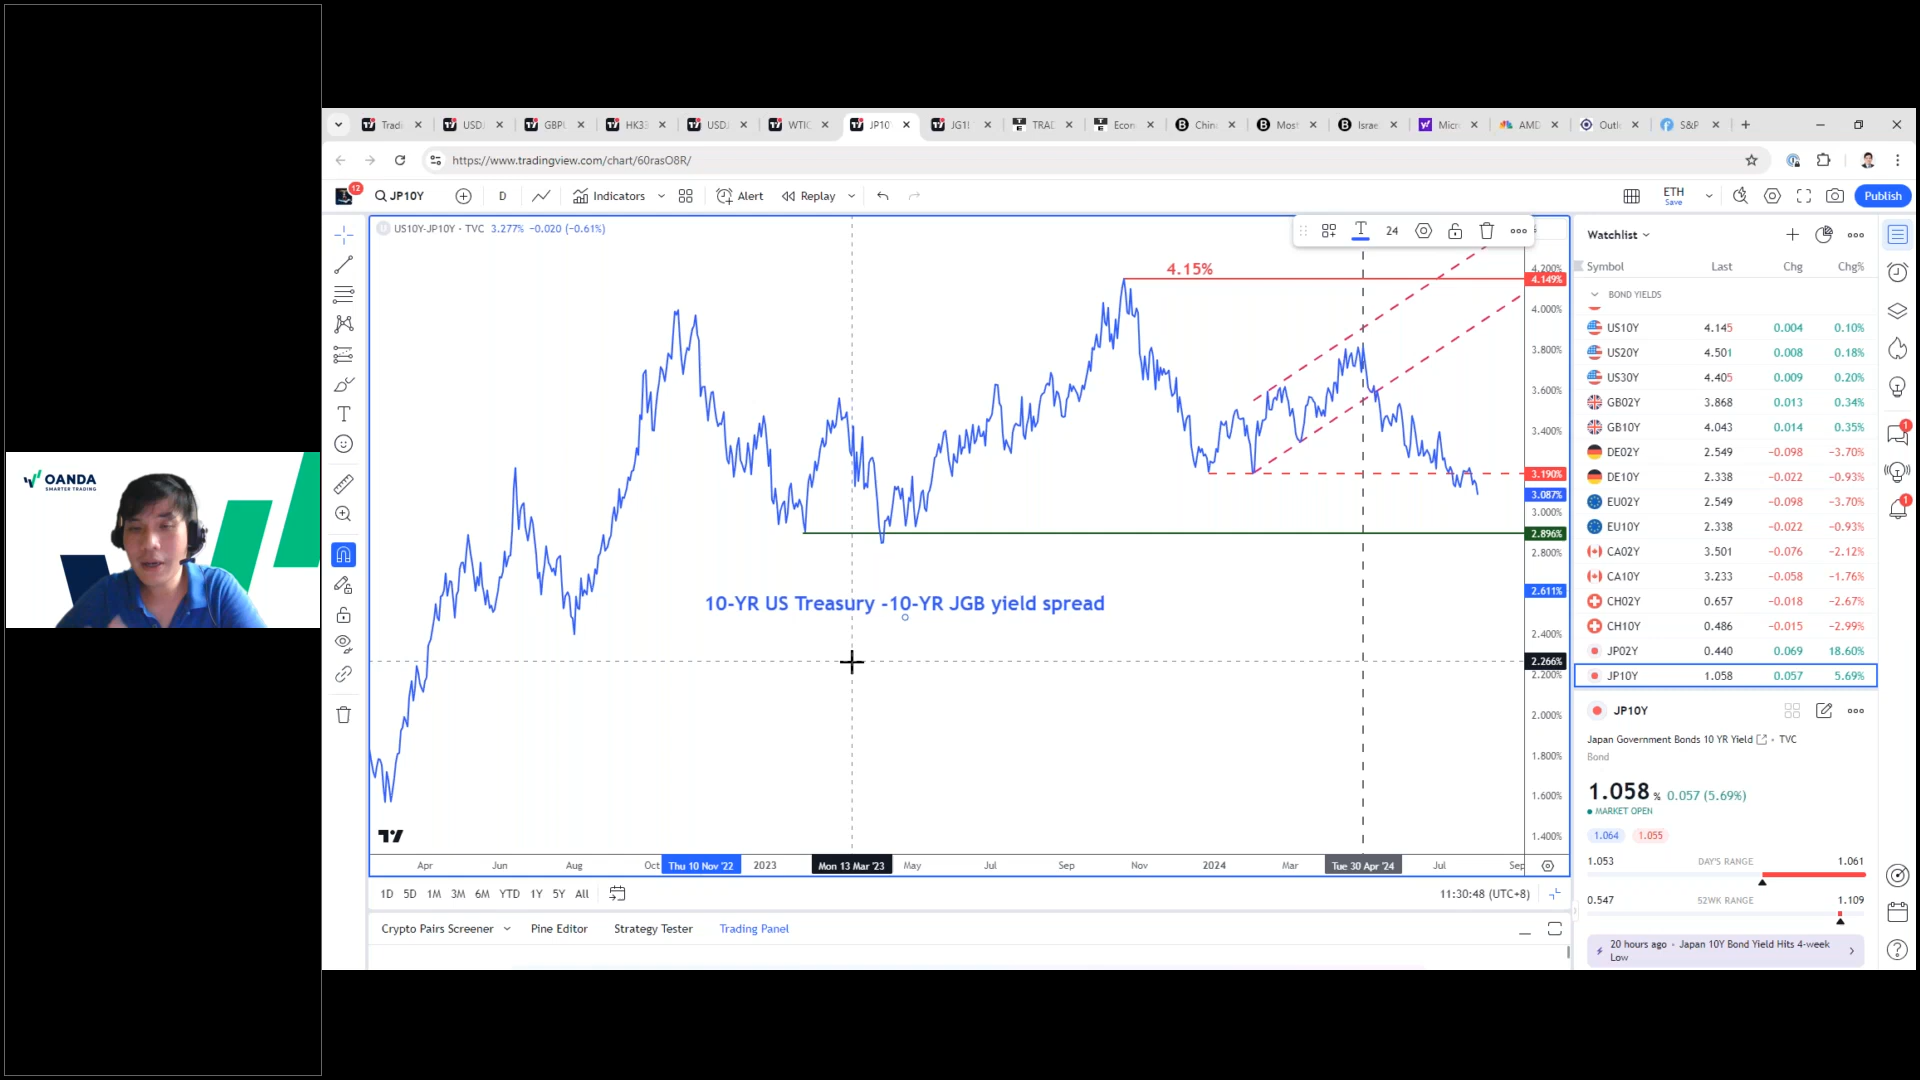 OANDA
SMARTER TRADING
Tradi
USD.
GBPU
HK33
USDJ
WTIC
JP10
JG1!
TRAD
Econ
Chin
Most
Israe
Micr
AMD
Outl
S&P
https://www.tradingview.com/chart/60rasO8R/
12
JP10Y
D
Indicators
Alert
Replay
ETH
Save
Publish
US10Y-JP10Y · TVC 3.277% −0.020 (−0.61%)
24
4.15%
4.200%
4.149%
4.000%
3.800%
3.600%
3.400%
3.190%
3.087%
3.000%
2.896%
2.800%
2.611%
2.400%
2.266%
2.200%
2.000%
1.800%
1.600%
1.400%
10-YR US Treasury -10-YR JGB yield spread
Apr Jun Aug Oct Thu 10 Nov '22 2023 Mon 13 Mar '23 May Jul Sep Nov 2024 Mar Tue 30 Apr '24 Jul Sep
1D 5D 1M 3M 6M YTD 1Y 5Y All
11:30:48 (UTC+8)
Crypto Pairs Screener Pine Editor Strategy Tester Trading Panel
Watchlist
Symbol Last Chg Chg%
BOND YIELDS
US10Y 4.145 0.004 0.10%
US20Y 4.501 0.008 0.18%
US30Y 4.405 0.009 0.20%
GB02Y 3.868 0.013 0.34%
GB10Y 4.043 0.014 0.35%
DE02Y 2.549 −0.098 −3.70%
DE10Y 2.338 −0.022 −0.93%
EU02Y 2.549 −0.098 −3.70%
EU10Y 2.338 −0.022 −0.93%
CA02Y 3.501 −0.076 −2.12%
CA10Y 3.233 −0.058 −1.76%
CH02Y 0.657 −0.018 −2.67%
CH10Y 0.486 −0.015 −2.99%
JP02Y 0.440 0.069 18.60%
JP10Y 1.058 0.057 5.69%
JP10Y
Japan Government Bonds 10 YR Yield · TVC
Bond
1.058 % 0.057 (5.69%)
MARKET OPEN
1.064 1.055
1.053 DAY'S RANGE 1.061
0.547 52WK RANGE 1.109
20 hours ago · Japan 10Y Bond Yield Hits 4-week
Low
1
1